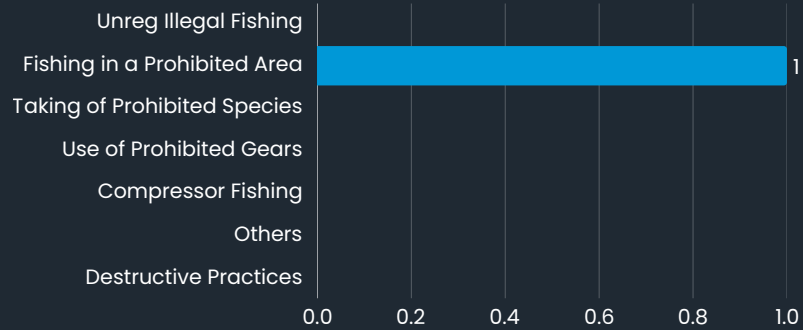 Unreg Illegal Fishing
Fishing in a Prohibited Area
1
Taking of Prohibited Species
Use of Prohibited Gears
Compressor Fishing
Others
Destructive Practices
0.0 0.2 0.4 0.6 0.8 1.0